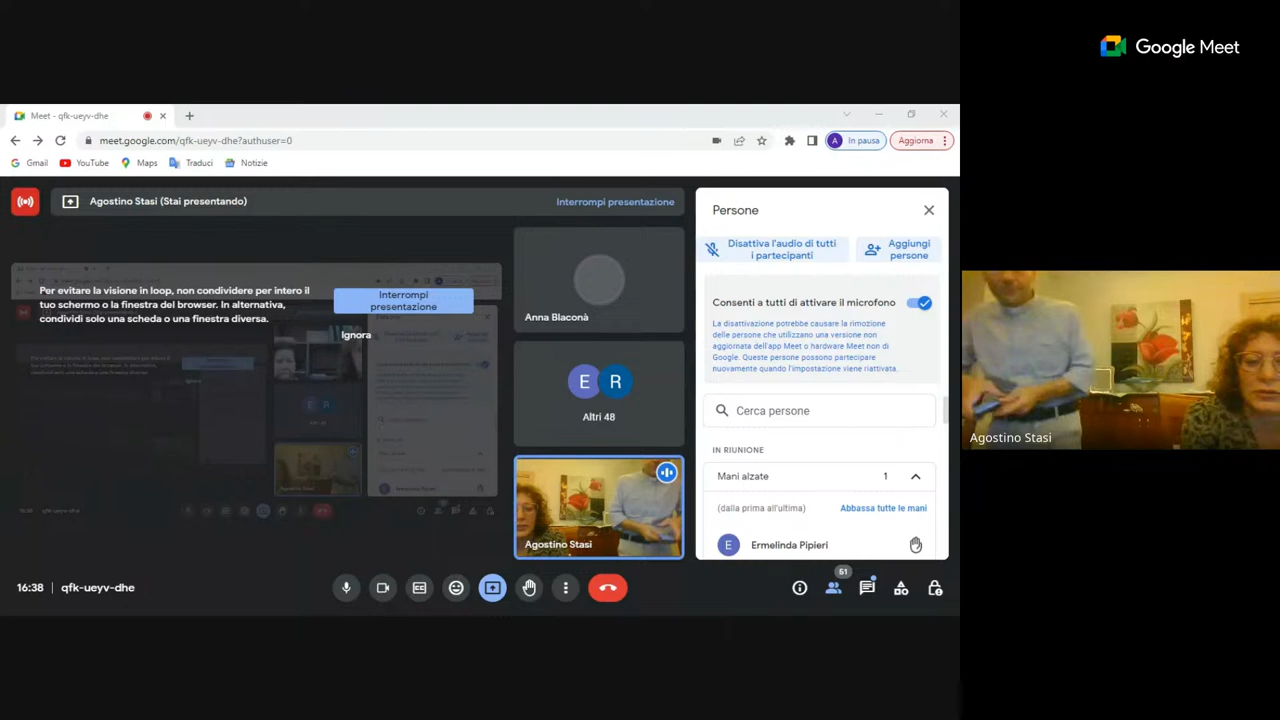 Google Meet
Meet - qfk-ueyv-dhe
meet.google.com/qfk-ueyv-dhe?authuser=0
A In pausa
Aggiorna
Gmail
YouTube
Maps
Traduci
Notizie
Agostino Stasi (Stai presentando)
Interrompi presentazione
Per evitare la visione in loop, non condividere per intero il
tuo schermo o la finestra del browser. In alternativa,
condividi solo una scheda o una finestra diversa.
Interrompi
presentazione
Ignora
Anna Blaconà
E R
Altri 48
Agostino Stasi
Persone
Disattiva l'audio di tutti
i partecipanti
Aggiungi
persone
Consenti a tutti di attivare il microfono
La disattivazione potrebbe causare la rimozione
delle persone che utilizzano una versione non
aggiornata dell'app Meet o hardware Meet non di
Google. Queste persone possono partecipare
nuovamente quando l'impostazione viene riattivata.
Cerca persone
IN RIUNIONE
Mani alzate 1
(dalla prima all'ultima)
Abbassa tutte le mani
E Ermelinda Pipieri
16:38 | qfk-ueyv-dhe
CC
51
Agostino Stasi